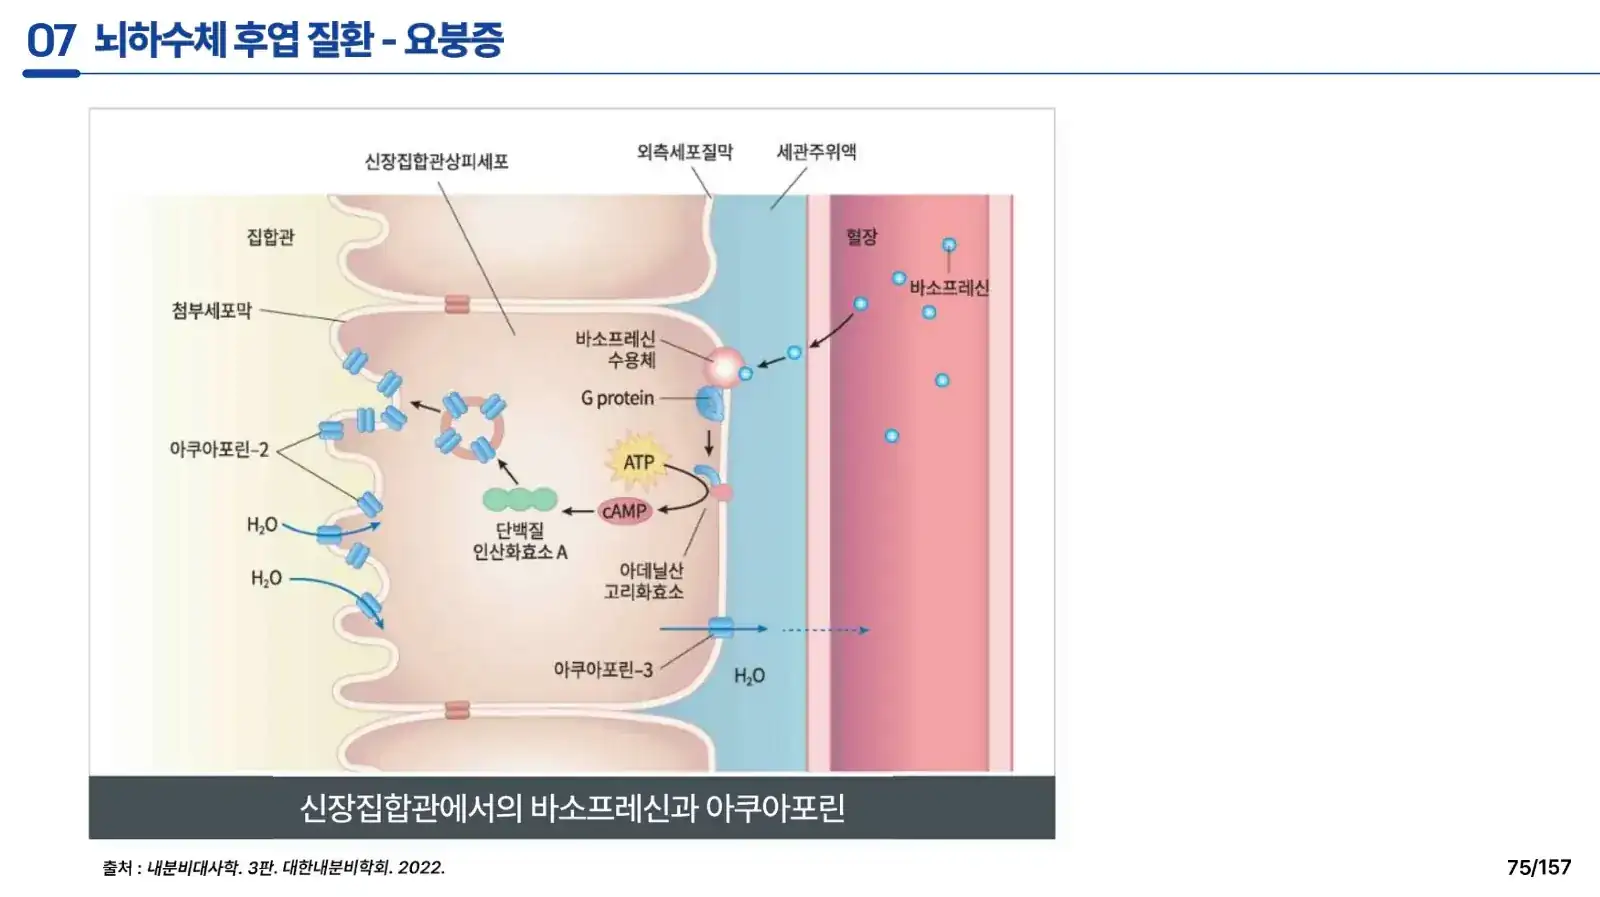 07 뇌하수체 후엽 질환 - 요붕증
신장집합관상피세포
외측세포질막
세관주위액
집합관
혈장
바소프레신
첨부세포막
바소프레신
수용체
G protein
아쿠아포린-2
ATP
cAMP
H₂O
단백질
인산화효소 A
H₂O
아데닐산
고리화효소
아쿠아포린-3
H₂O
신장집합관에서의 바소프레신과 아쿠아포린
출처 : 내분비대사학. 3판. 대한내분비학회. 2022.
75/157